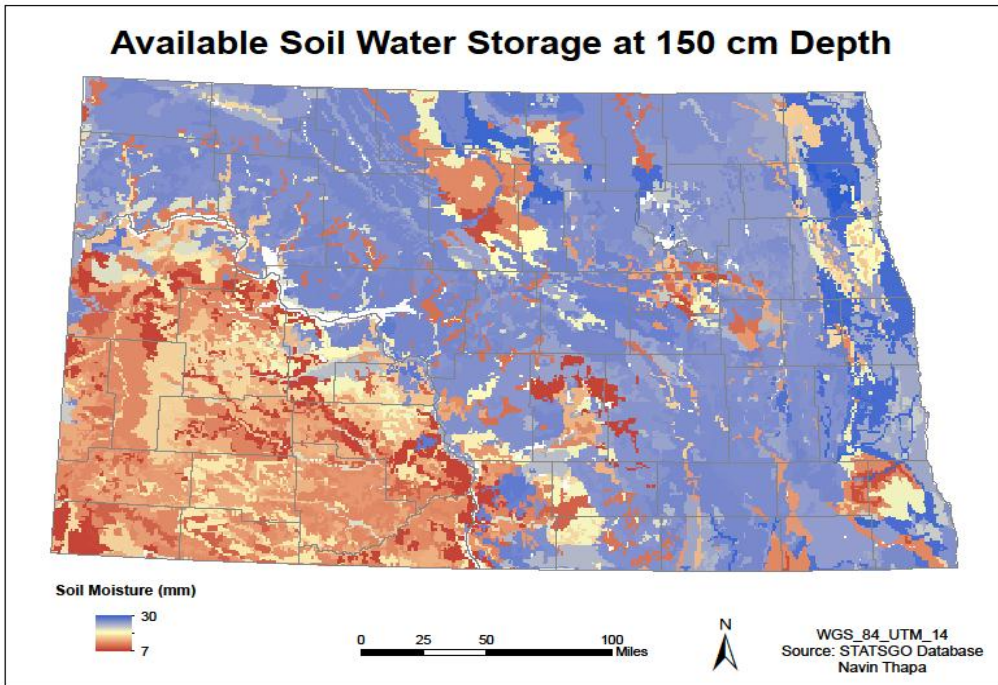 Available Soil Water Storage at 150 cm Depth
Soil Moisture (mm)
30
7
0 25 50 100
Miles
N
WGS_84_UTM_14
Source: STATSGO Database
Navin Thapa